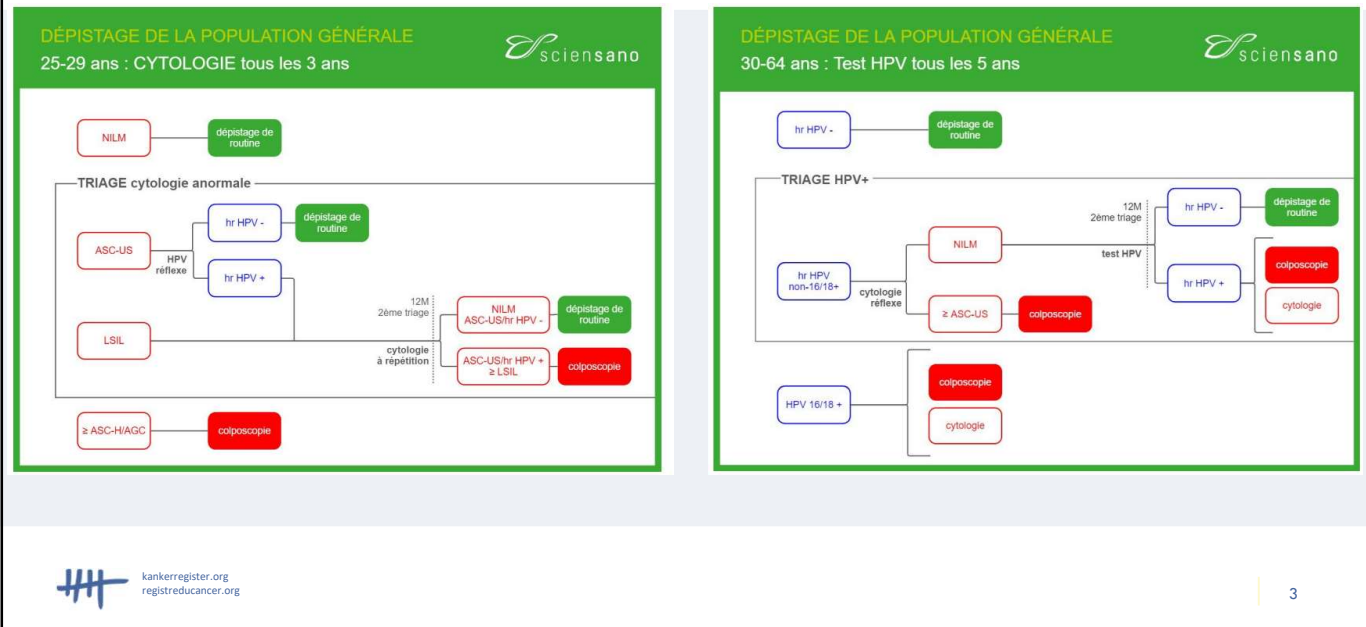 DÉPISTAGE DE LA POPULATION GÉNÉRALE
25-29 ans : CYTOLOGIE tous les 3 ans
sciensano
NILM
dépistage de
routine
TRIAGE cytologie anormale
ASC-US
HPV
réflexe
hr HPV -
dépistage de
routine
hr HPV +
LSIL
12M
2ème triage
cytologie
à répétition
NILM
ASC-US/hr HPV -
dépistage de
routine
ASC-US/hr HPV +
≥ LSIL
colposcopie
≥ ASC-H/AGC
colposcopie
DÉPISTAGE DE LA POPULATION GÉNÉRALE
30-64 ans : Test HPV tous les 5 ans
sciensano
hr HPV -
dépistage de
routine
TRIAGE HPV+
hr HPV
non-16/18+
cytologie
réflexe
NILM
12M
2ème triage
test HPV
hr HPV -
dépistage de
routine
hr HPV +
colposcopie
cytologie
≥ ASC-US
colposcopie
HPV 16/18 +
colposcopie
cytologie
kankerregister.org
registreducancer.org
3